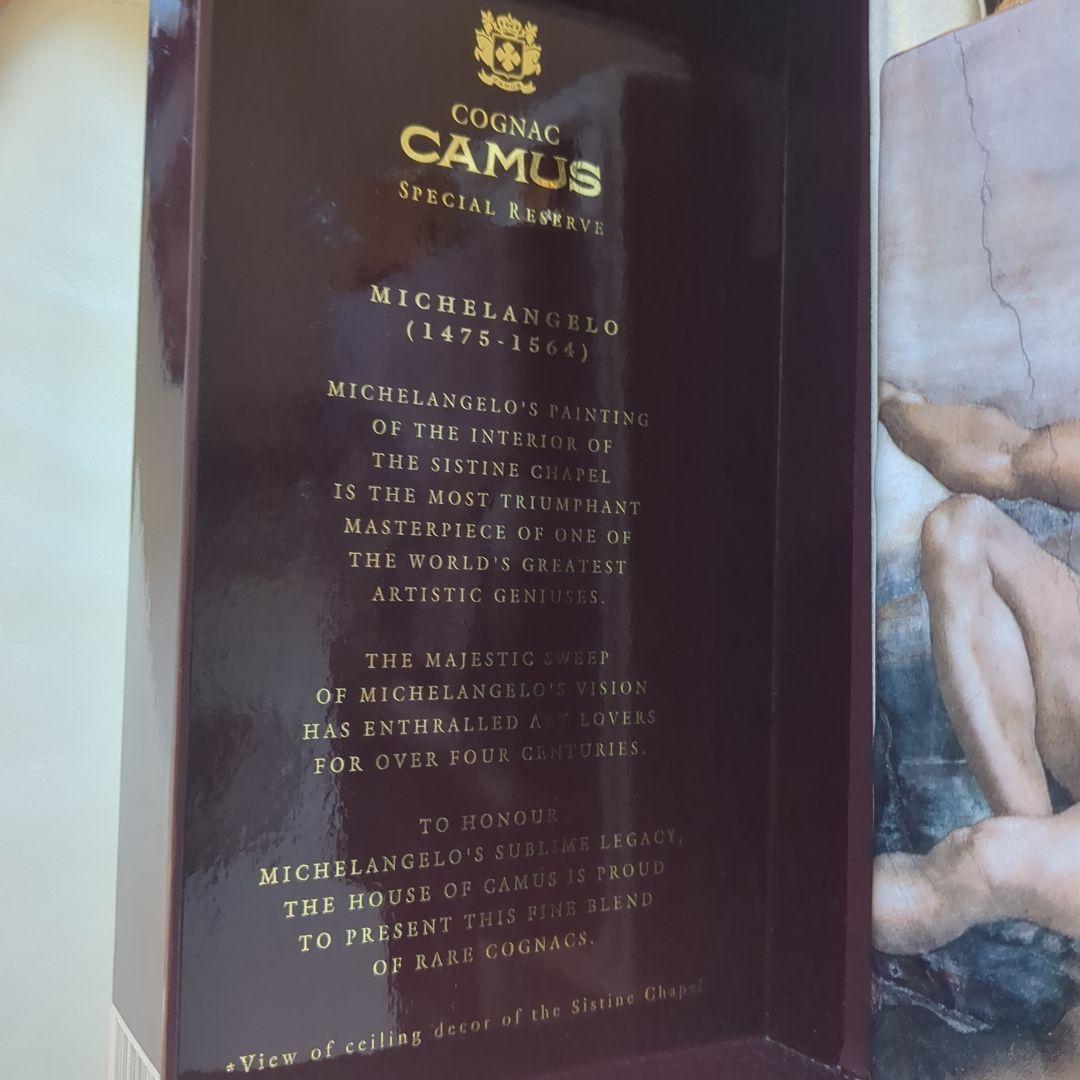 COGNAC
CAMUS
SPECIAL RESERVE
MICHELANGELO
(1475-1564)
MICHELANGELO'S PAINTING
OF THE INTERIOR OF
THE SISTINE CHAPEL
IS THE MOST TRIUMPHANT
MASTERPIECE OF ONE OF
THE WORLD'S GREATEST
ARTISTIC GENIUSES.
THE MAJESTIC SWEEP
OF MICHELANGELO'S VISION
HAS ENTHRALLED ART LOVERS
FOR OVER FOUR CENTURIES.
TO HONOUR
MICHELANGELO'S SUBLIME LEGACY,
THE HOUSE OF CAMUS IS PROUD
TO PRESENT THIS FINE BLEND
OF RARE COGNACS.
*View of ceiling decor of the Sistine Chapel